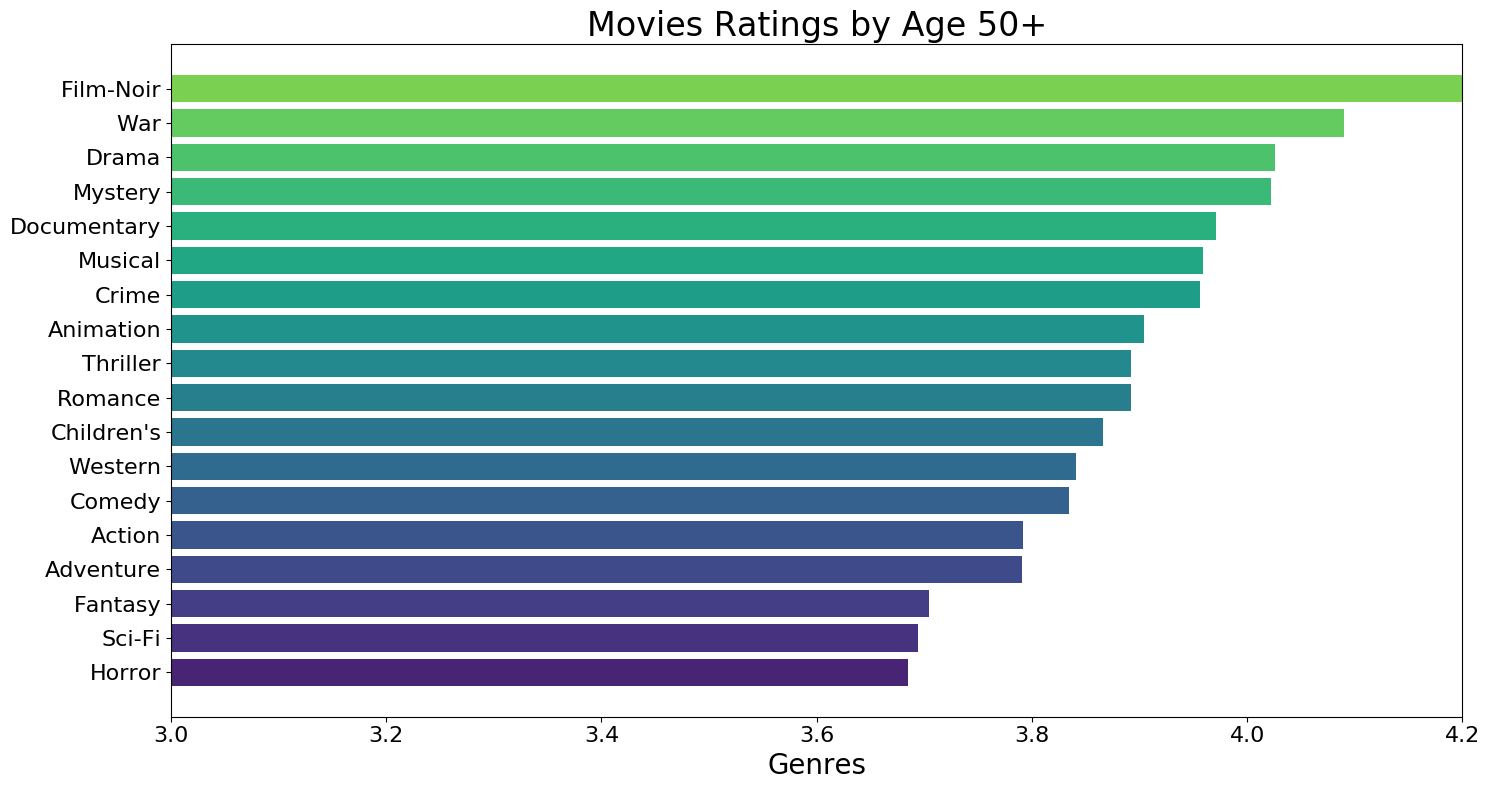 Movies Ratings by Age 50+
Film-Noir
War
Drama
Mystery
Documentary
Musical
Crime
Animation
Thriller
Romance
Children's
Western
Comedy
Action
Adventure
Fantasy
Sci-Fi
Horror
3.0 3.2 3.4 3.6 3.8 4.0 4.2
Genres